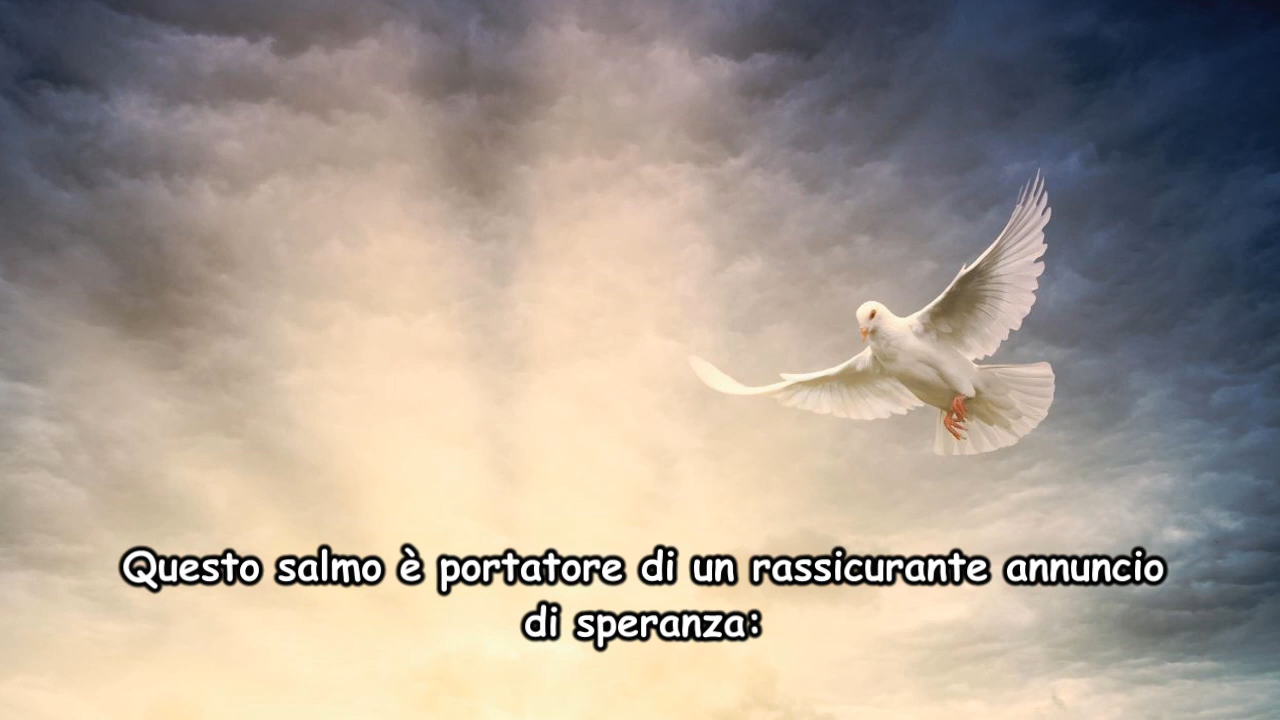 Questo salmo è portatore di un rassicurante annuncio
di speranza: